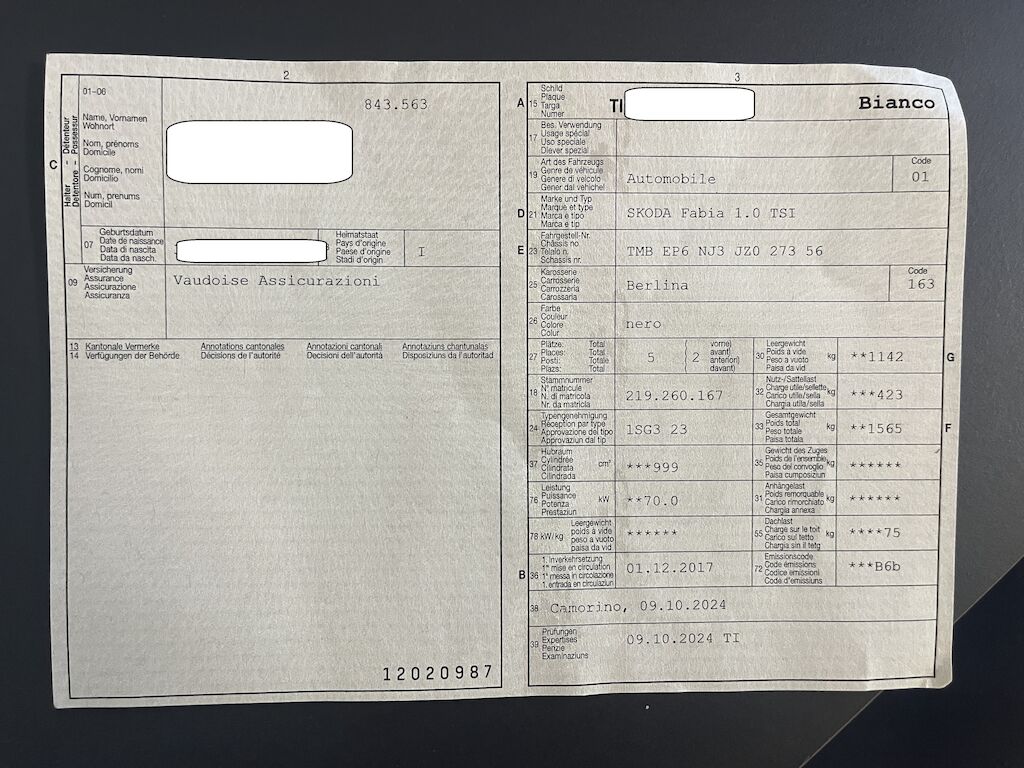 2
01-06
843.563
C
Halter – Détenteur
Detentore – Possessur
Name, Vornamen
Wohnort
Nom, prénoms
Domicile
Cognome, nomi
Domicilio
Num, prenums
Domicil
07
Geburtsdatum
Date de naissance
Data di nascita
Data da nasch.
Heimatstaat
Pays d'origine
Paese d'origine
Stadi d'origin
I
09
Versicherung
Assurance
Assicurazione
Assicuranza
Vaudoise Assicurazioni
13 Kantonale Vermerke Annotations cantonales Annotazioni cantonali Annotaziuns chantunalas
14 Verfügungen der Behörde Décisions de l'autorité Decisioni dell'autorità Disposiziuns da l'autoritad
12020987
3
A 15
Schild
Plaque
Targa
Numer
TI
Bianco
17
Bes. Verwendung
Usage spécial
Uso speciale
Diever spezial
19
Art des Fahrzeugs
Genre de véhicule
Genere di veicolo
Gener dal vehichel
Automobile
Code
01
D 21
Marke und Typ
Marque et type
Marca e tipo
Marca e tip
SKODA Fabia 1.0 TSI
E 23
Fahrgestell-Nr.
Châssis no.
Telaio n.
Schassis nr.
TMB EP6 NJ3 JZ0 273 56
25
Karosserie
Carrosserie
Carrozzeria
Carossaria
Berlina
Code
163
26
Farbe
Couleur
Colore
Colur
nero
27
Plätze: Total
Places: Total
Posti: Totale
Plazs: Total
5
( 2
vorne)
avant)
anteriori)
davant)
30
Leergewicht
Poids à vide
Peso a vuoto
Paisa da vid
kg
**1142
G
18
Stammnummer
N° matricule
N. di matricola
Nr. da matricla
219.260.167
32
Nutz-/Sattellast
Charge utile/sellette
Carico utile/sella
Chargia utila/sella
kg
***423
24
Typengenehmigung
Réception par type
Approvazione del tipo
Approvaziun dal tip
1SG3 23
33
Gesamtgewicht
Poids total
Peso totale
Paisa totala
kg
**1565
F
37
Hubraum
Cylindrée
Cilindrata
Cilindrada
cm³
***999
35
Gewicht des Zuges
Poids de l'ensemble
Peso del convoglio
Paisa cumposiziun
kg
******
76
Leistung
Puissance
Potenza
Prestaziun
kW
**70.0
31
Anhängelast
Poids remorquable
Carico rimorchiato
Chargia annexa
kg
******
78 kW/kg
Leergewicht
poids à vide
peso a vuoto
paisa da vid
******
55
Dachlast
Charge sur le toit
Carico sul tetto
Chargia sin il tetg
kg
****75
B 36
1. Inverkehrsetzung
1re mise en circulation
1a messa in circolazione
1. entrada en circulaziun
01.12.2017
72
Emissionscode
Code émissions
Codice emissioni
Code d'emissiuns
***B6b
38
Camorino, 09.10.2024
39
Prüfungen
Expertises
Perizie
Examinaziuns
09.10.2024 TI